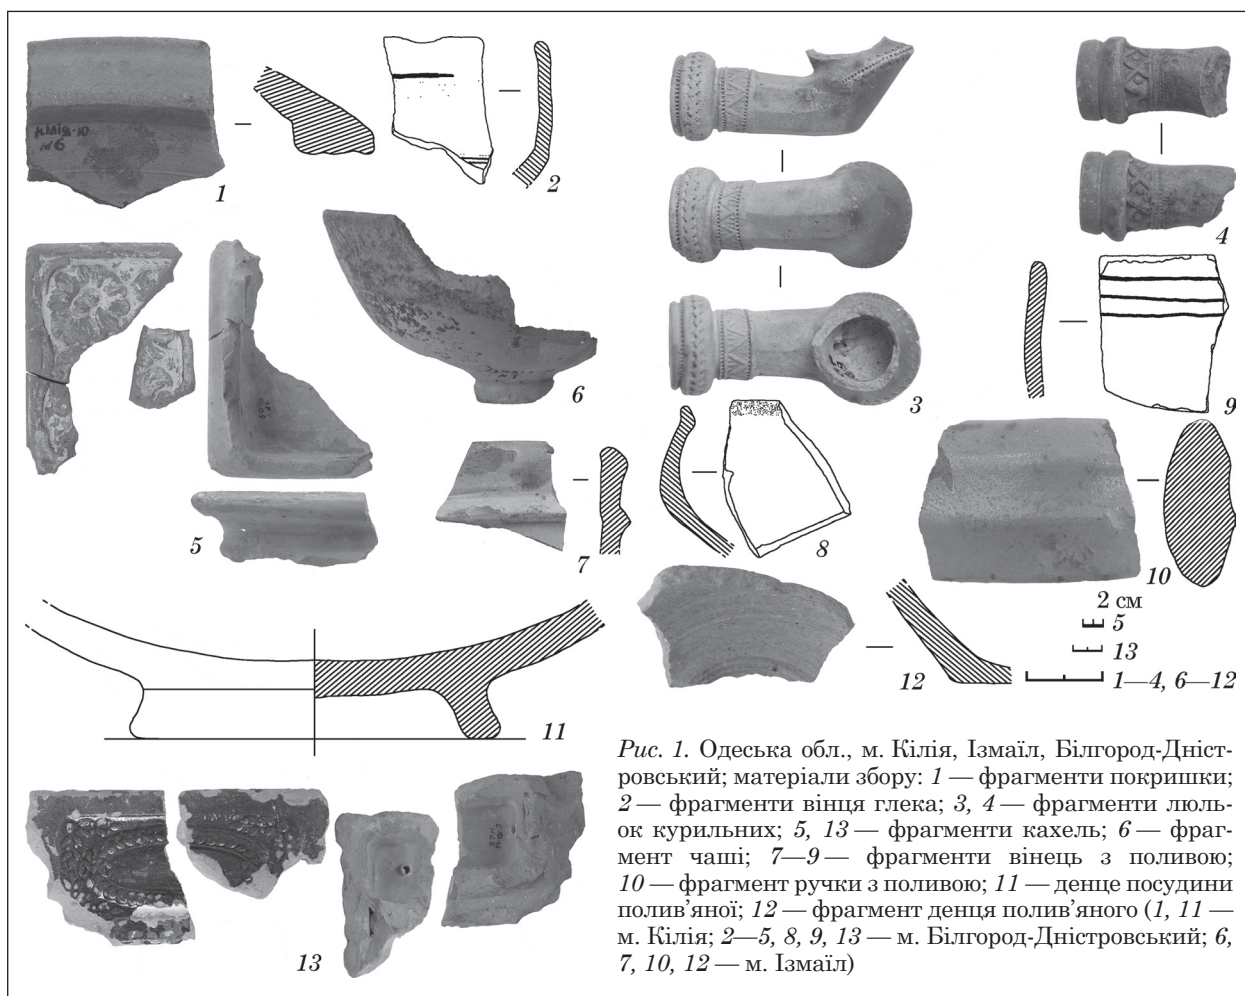 Кілія-10
№6
1
2
3
4
5
6
7
8
9
10
2 см
5
13
1—4, 6—12
11
12
13
Рис. 1. Одеська обл., м. Кілія, Ізмаїл, Білгород-Дніст-
ровський; матеріали збору: 1 — фрагменти покришки;
2 — фрагменти вінця глека; 3, 4 — фрагменти люль-
ок курильних; 5, 13 — фрагменти кахель; 6 — фраг-
мент чаші; 7—9 — фрагменти вінець з поливою;
10 — фрагмент ручки з поливою; 11 — денце посудини
полив’яної; 12 — фрагмент денця полив’яного (1, 11 —
м. Кілія; 2—5, 8, 9, 13 — м. Білгород-Дністровський; 6,
7, 10, 12 — м. Ізмаїл)